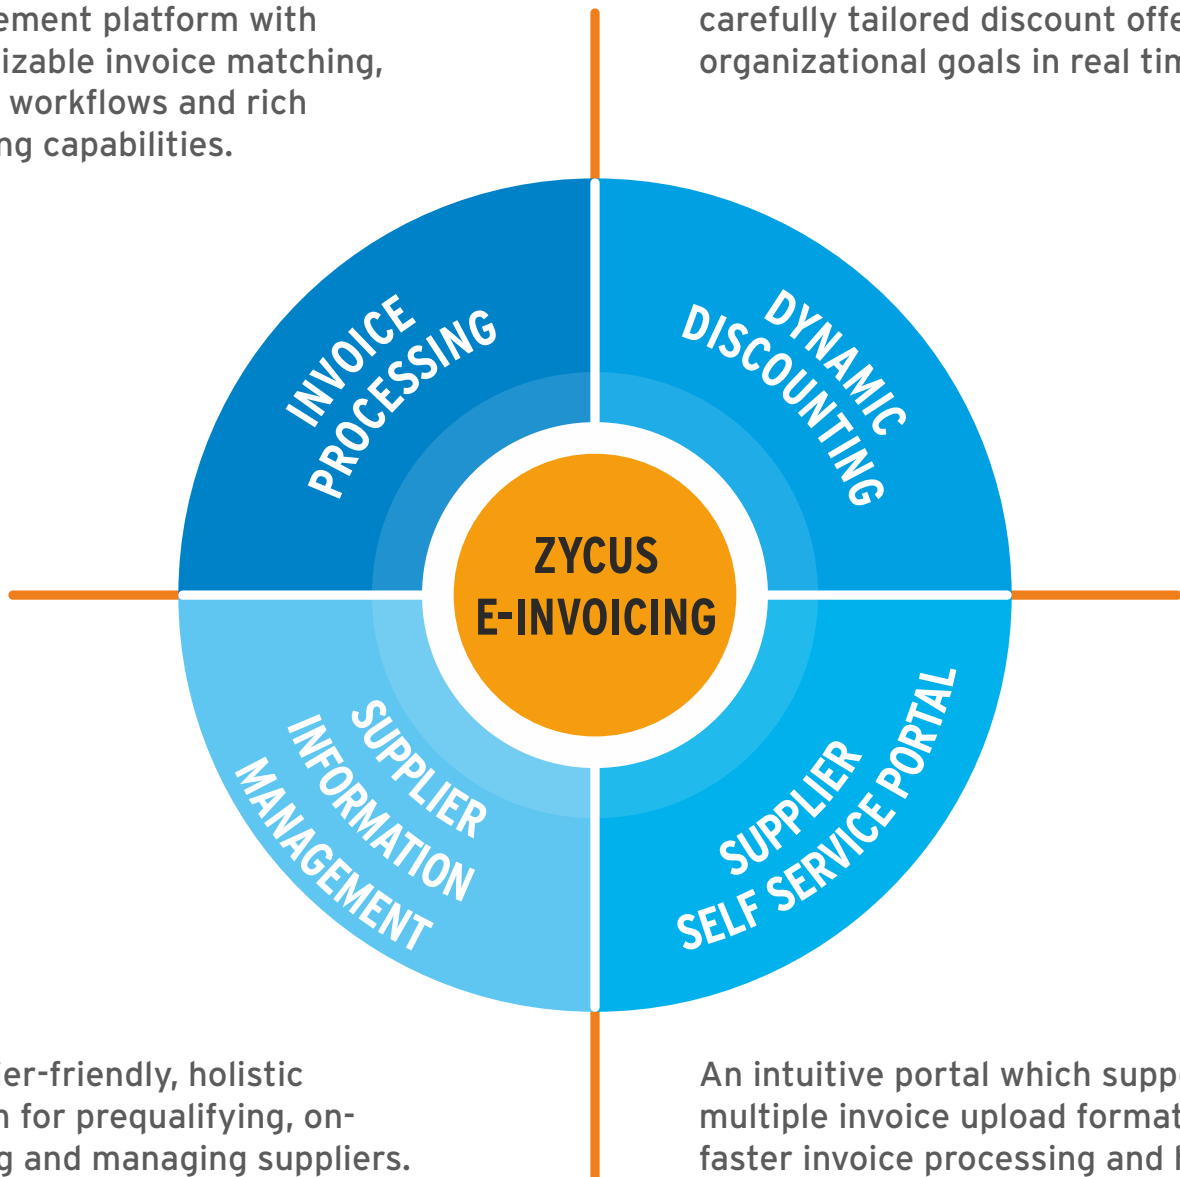 ement platform with
izable invoice matching,
workflows and rich
ng capabilities.
carefully tailored discount offe
organizational goals in real tim
INVOICE
PROCESSING
DYNAMIC
DISCOUNTING
ZYCUS
E-INVOICING
SUPPLIER
INFORMATION
MANAGEMENT
SUPPLIER
SELF SERVICE PORTAL
ier-friendly, holistic
n for prequalifying, on-
g and managing suppliers.
An intuitive portal which supp
multiple invoice upload format
faster invoice processing and